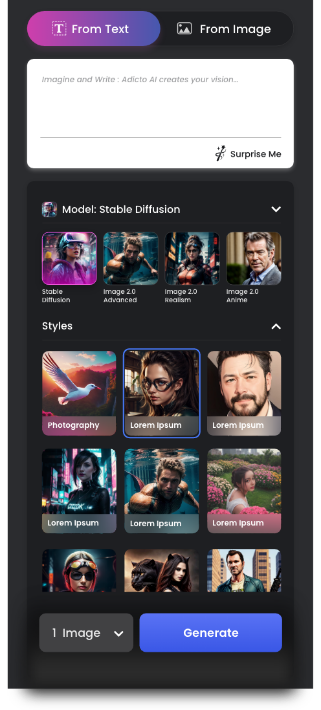 From Text
From Image
Imagine and Write : Adicto AI creates your vision...
Surprise Me
Model: Stable Diffusion
Stable
Diffusion
Image 2.0
Advanced
Image 2.0
Realism
Image 2.0
Anime
Styles
Photography
Lorem Ipsum
Lorem Ipsum
Lorem Ipsum
Lorem Ipsum
Lorem Ipsum
1 Image
Generate